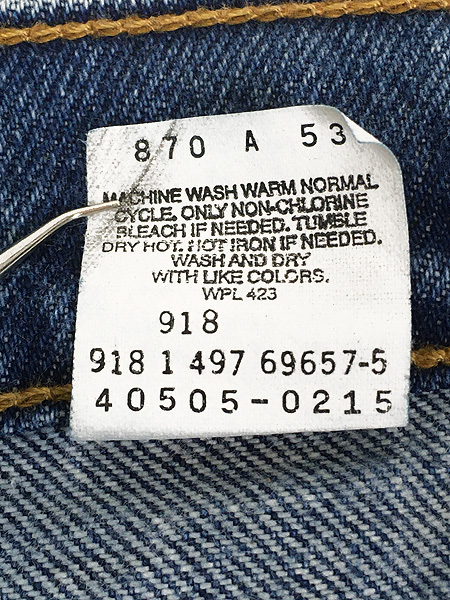 870 A 53
MACHINE WASH WARM NORMAL
CYCLE. ONLY NON-CHLORINE
BLEACH IF NEEDED. TUMBLE
DRY HOT. HOT IRON IF NEEDED.
WASH AND DRY
WITH LIKE COLORS.
WPL 423
918
918 1 497 69657-5
40505-0215